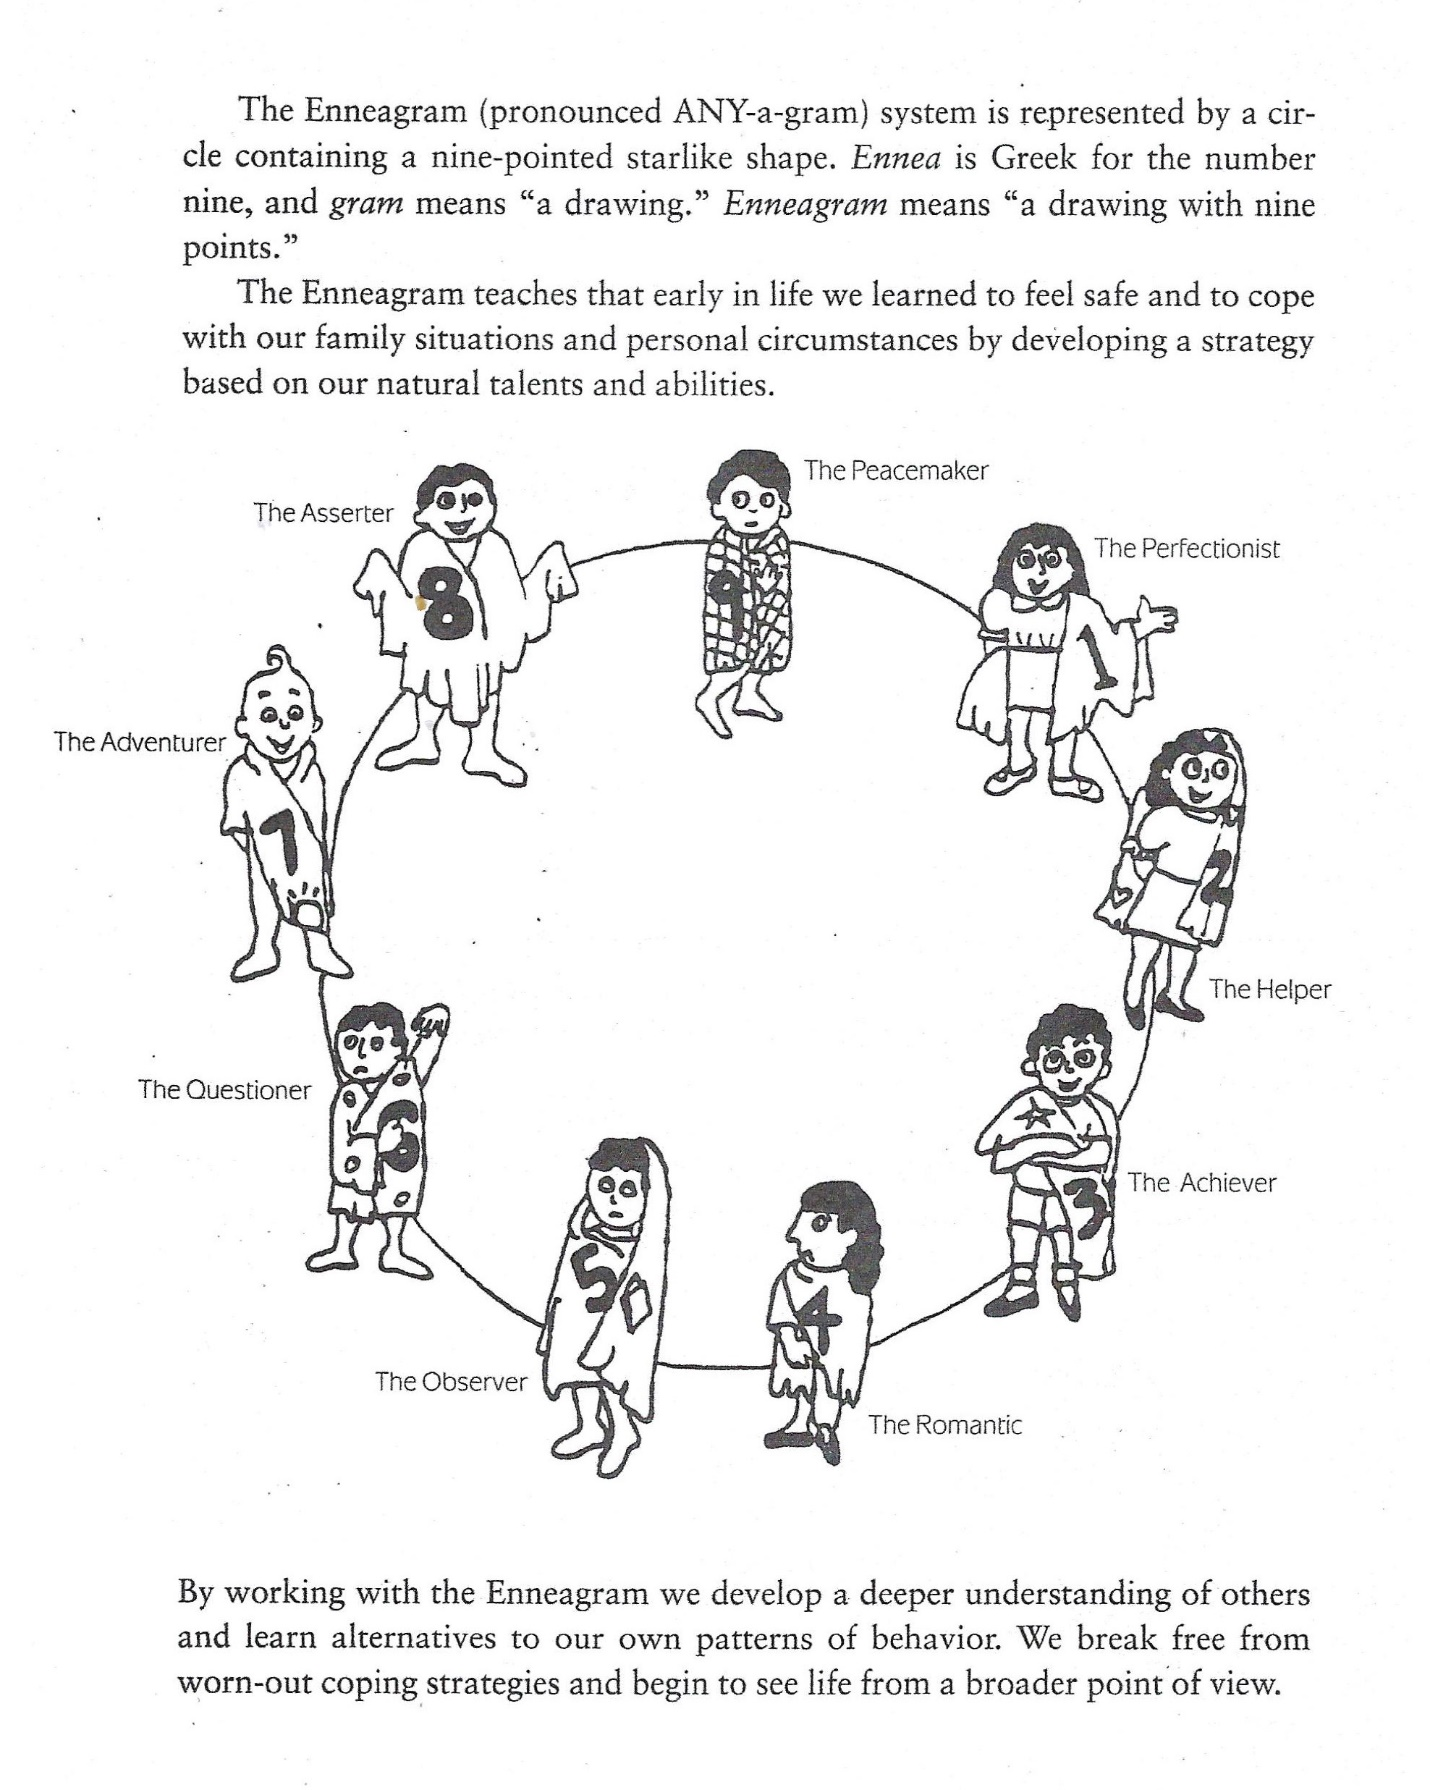 The Enneagram (pronounced ANY-a-gram) system is represented by a cir-
cle containing a nine-pointed starlike shape. Ennea is Greek for the number
nine, and gram means “a drawing.” Enneagram means “a drawing with nine
points.”
The Enneagram teaches that early in life we learned to feel safe and to cope
with our family situations and personal circumstances by developing a strategy
based on our natural talents and abilities.
The Peacemaker
9
The Asserter
8
The Perfectionist
1
The Adventurer
7
2
The Helper
The Questioner
6
The Achiever
3
5
4
The Observer
The Romantic
By working with the Enneagram we develop a deeper understanding of others
and learn alternatives to our own patterns of behavior. We break free from
worn-out coping strategies and begin to see life from a broader point of view.